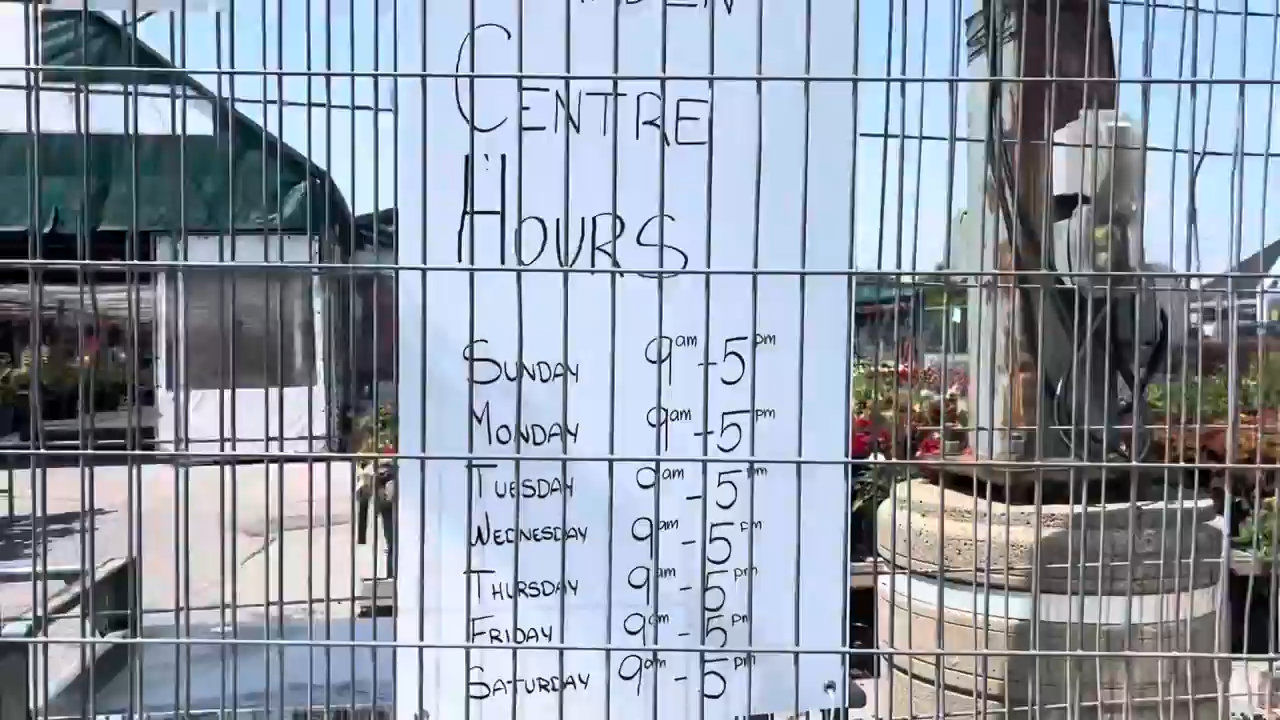 CENTRE
HOURS
SUNDAY 9am - 5pm
MONDAY 9am - 5pm
TUESDAY 9am - 5pm
WEDNESDAY 9am - 5pm
THURSDAY 9am - 5pm
FRIDAY 9am - 5pm
SATURDAY 9am - 5pm